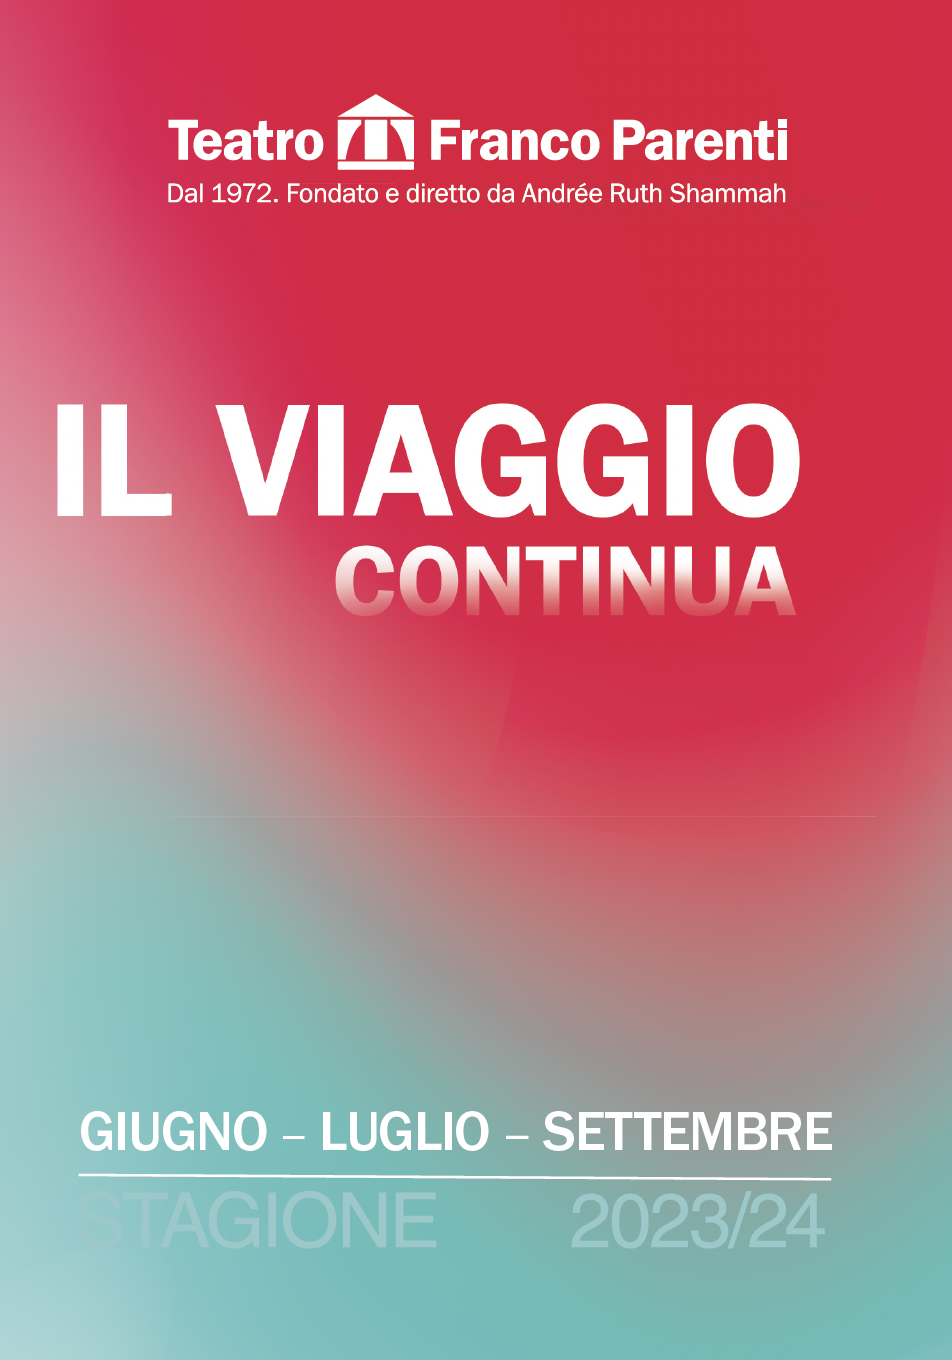 Teatro Franco Parenti
Dal 1972. Fondato e diretto da Andrée Ruth Shammah
IL VIAGGIO
CONTINUA
GIUGNO – LUGLIO – SETTEMBRE
STAGIONE 2023/24